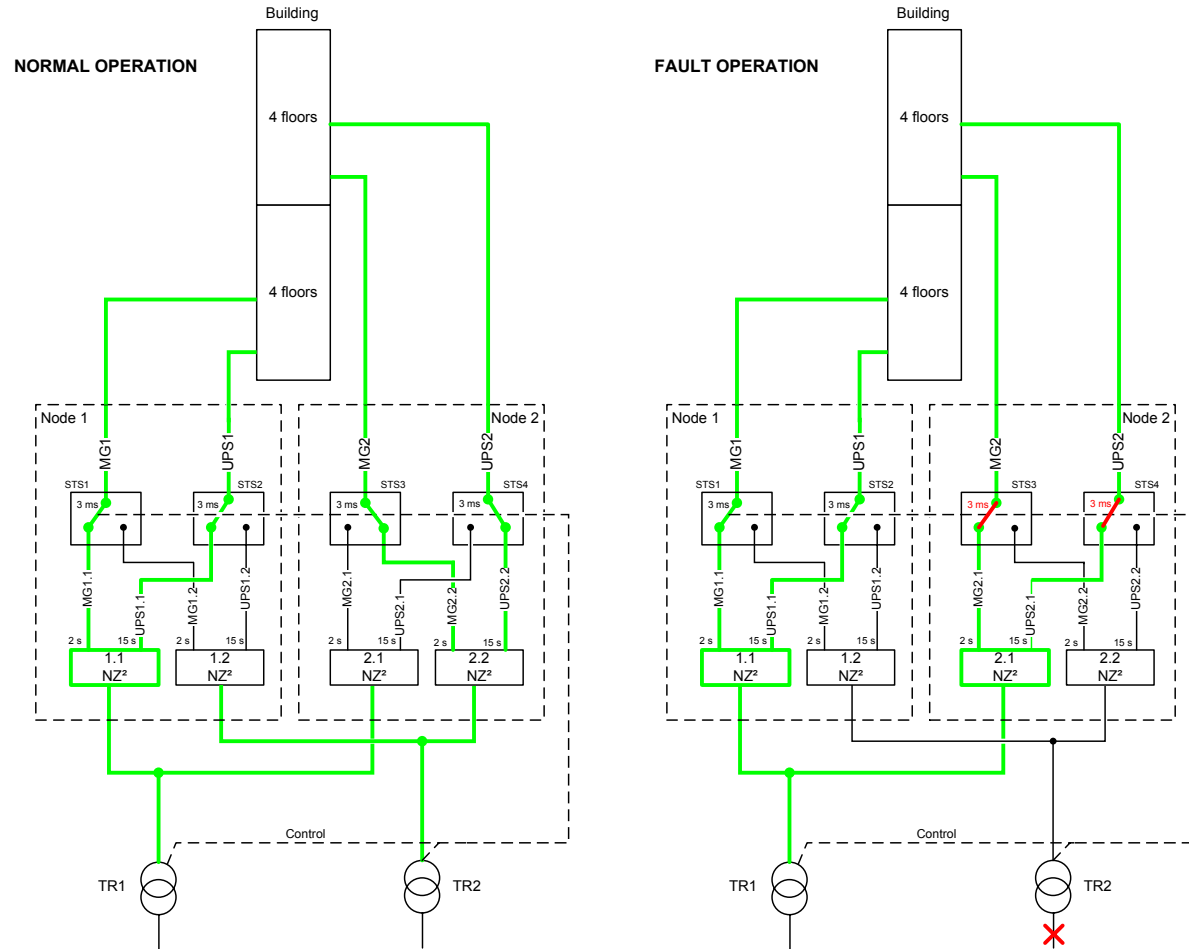 Building
NORMAL OPERATION
4 floors
4 floors
Node 1
Node 2
MG1
UPS1
MG2
UPS2
STS1
STS2
STS3
STS4
3 ms
3 ms
3 ms
3 ms
MG1.1
UPS1.1
MG1.2
UPS1.2
MG2.1
UPS2.1
MG2.2
UPS2.2
2 s
15 s
2 s
15 s
2 s
15 s
2 s
15 s
1.1
NZ²
1.2
NZ²
2.1
NZ²
2.2
NZ²
Control
TR1
TR2
Building
FAULT OPERATION
4 floors
4 floors
Node 1
Node 2
MG1
UPS1
MG2
UPS2
STS1
STS2
STS3
STS4
3 ms
3 ms
3 ms
3 ms
MG1.1
UPS1.1
MG1.2
UPS1.2
MG2.1
UPS2.1
MG2.2
UPS2.2
2 s
15 s
2 s
15 s
2 s
15 s
2 s
15 s
1.1
NZ²
1.2
NZ²
2.1
NZ²
2.2
NZ²
Control
TR1
TR2